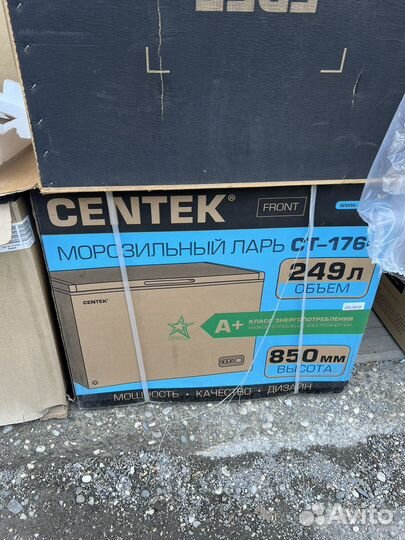 CENTEK®
FRONT
МОРОЗИЛЬНЫЙ ЛАРЬ CT-176
249 л
ОБЪЕМ
CENTEK
A+ КЛАСС ЭНЕРГОПОТРЕБЛЕНИЯ
850 мм
ВЫСОТА
МОЩНОСТЬ • КАЧЕСТВО • ДИЗАЙН
Avito